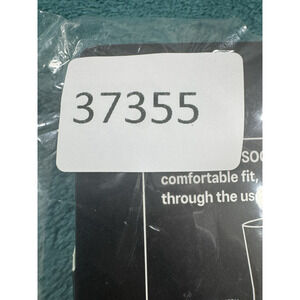 37355
comfortable fit,
through the